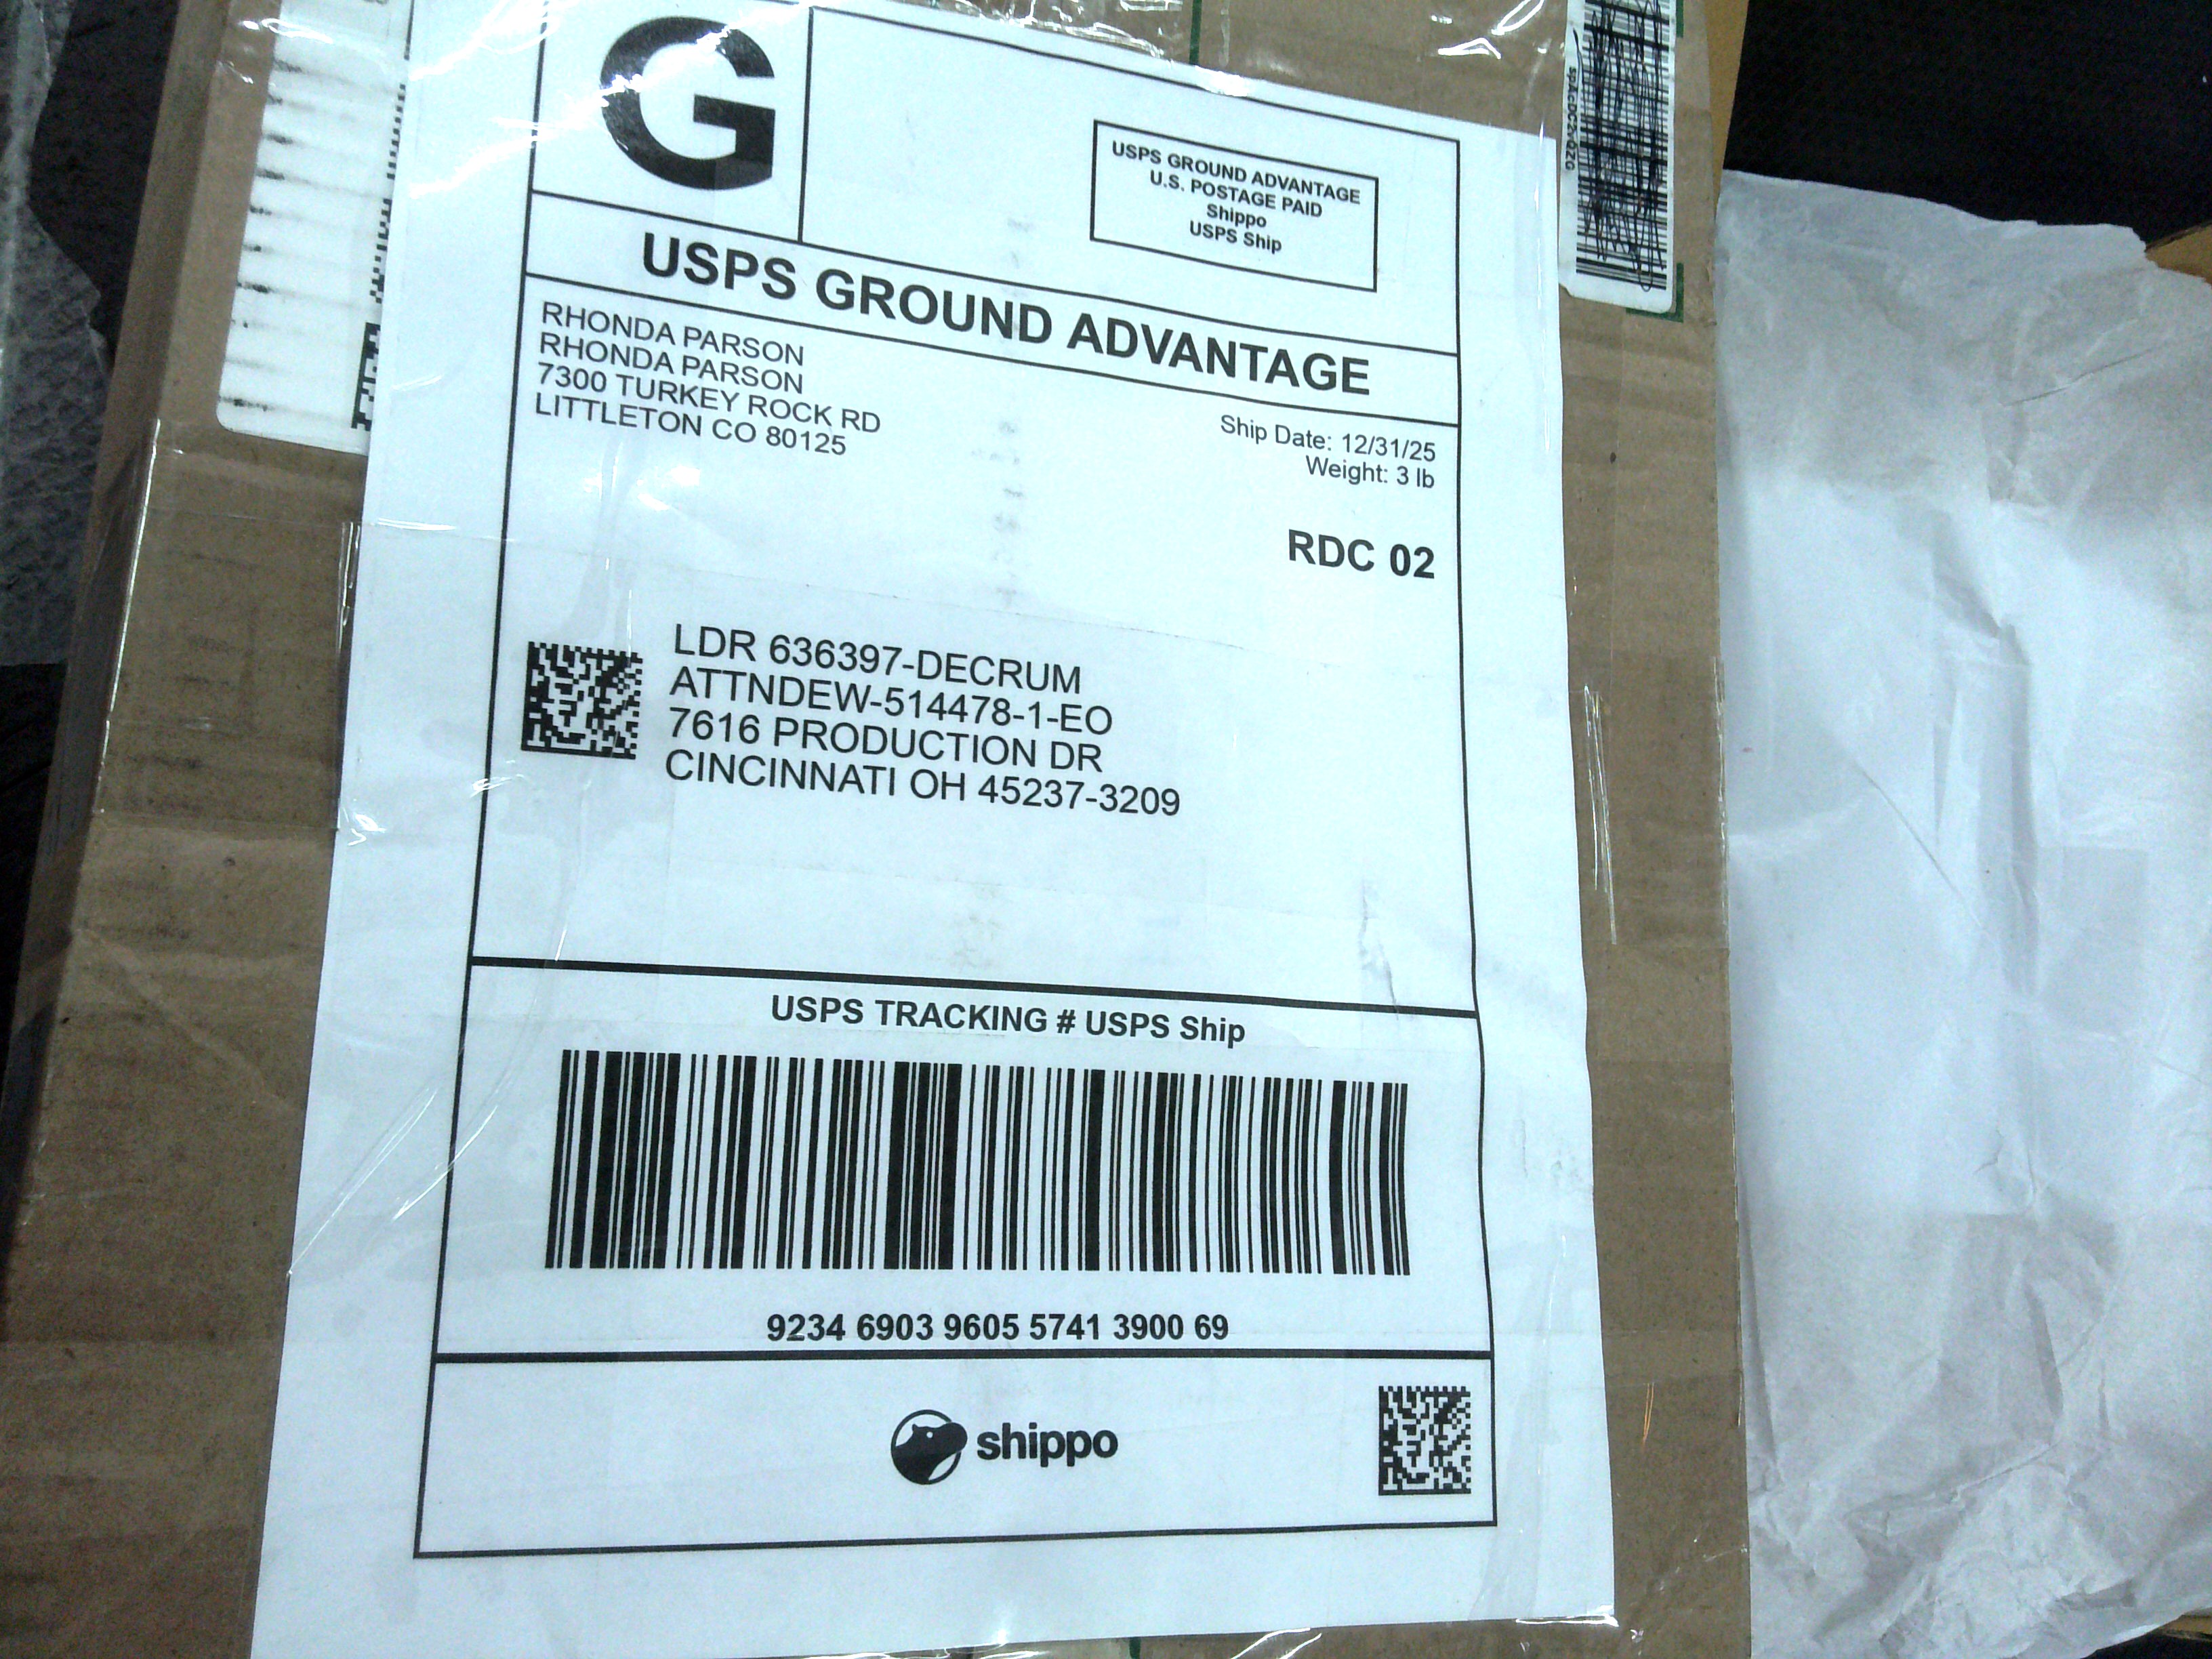 G
USPS GROUND ADVANTAGE
U.S. POSTAGE PAID
Shippo
USPS Ship
USPS GROUND ADVANTAGE
RHONDA PARSON
RHONDA PARSON
7300 TURKEY ROCK RD
LITTLETON CO 80125
Ship Date: 12/31/25
Weight: 3 lb
RDC 02
LDR 636397-DECRUM
ATTNDEW-514478-1-EO
7616 PRODUCTION DR
CINCINNATI OH 45237-3209
USPS TRACKING # USPS Ship
9234 6903 9605 5741 3900 69
shippo